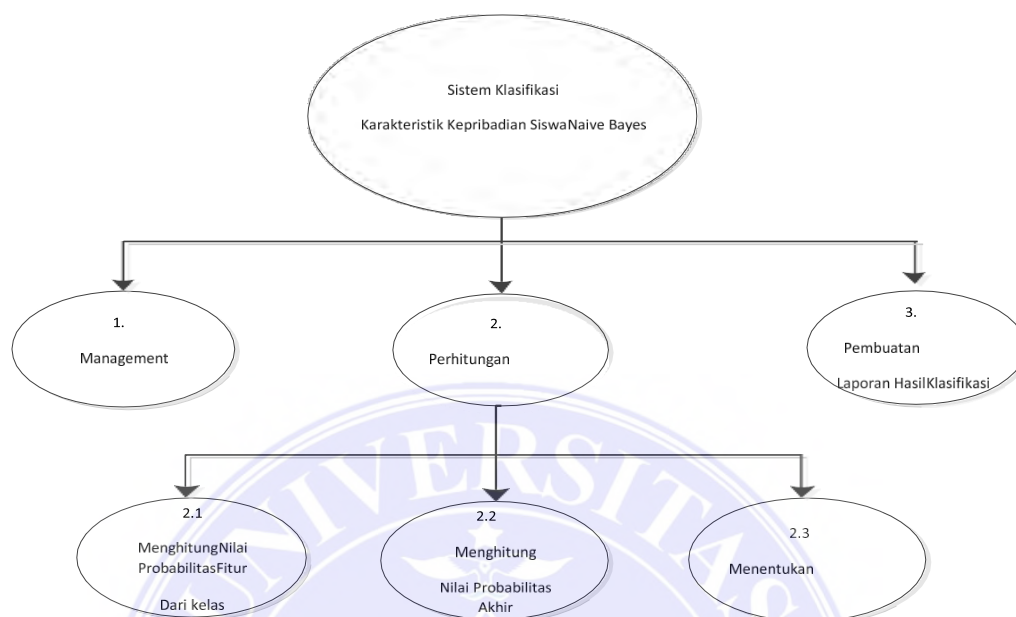 Sistem Klasifikasi
Karakteristik Kepribadian SiswaNaive Bayes
1.
Management
2.
Perhitungan
3.
Pembuatan
Laporan HasilKlasifikasi
2.1
MenghitungNilai
ProbabilitasFitur
Dari kelas
2.2
Menghitung
Nilai Probabilitas
Akhir
2.3
Menentukan
UNIVERSITAS